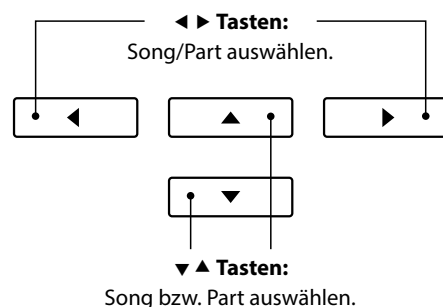 ◀ ▶ Tasten:
Song/Part auswählen.
◀ ▲ ▶
▼
▼ ▲ Tasten:
Song bzw. Part auswählen.